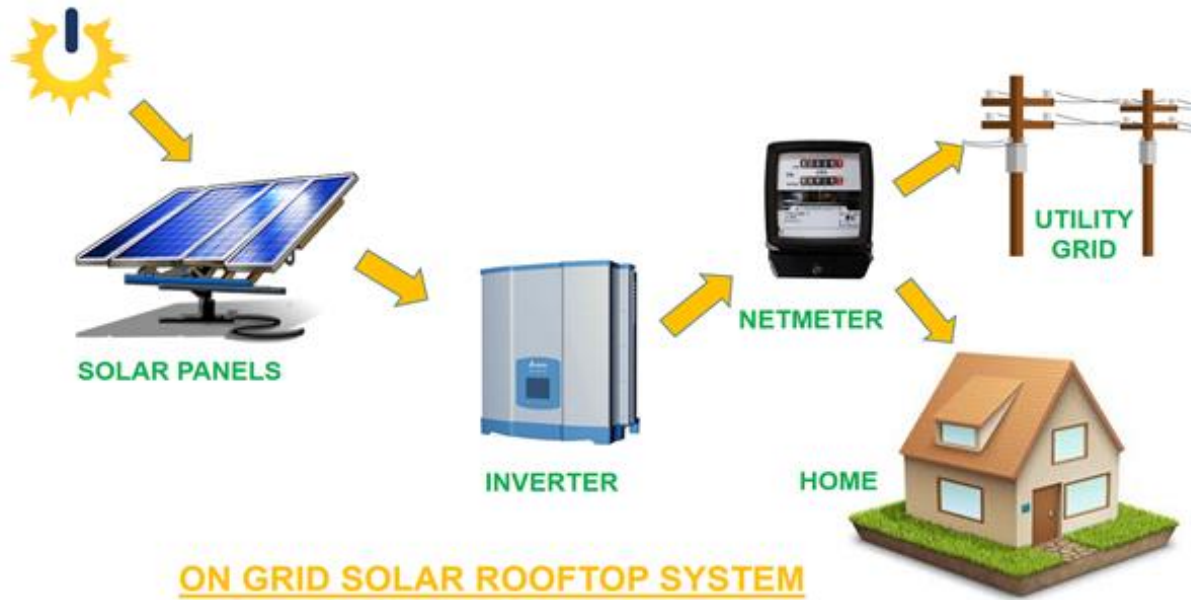 UTILITY
GRID
NETMETER
SOLAR PANELS
INVERTER
HOME
ON GRID SOLAR ROOFTOP SYSTEM